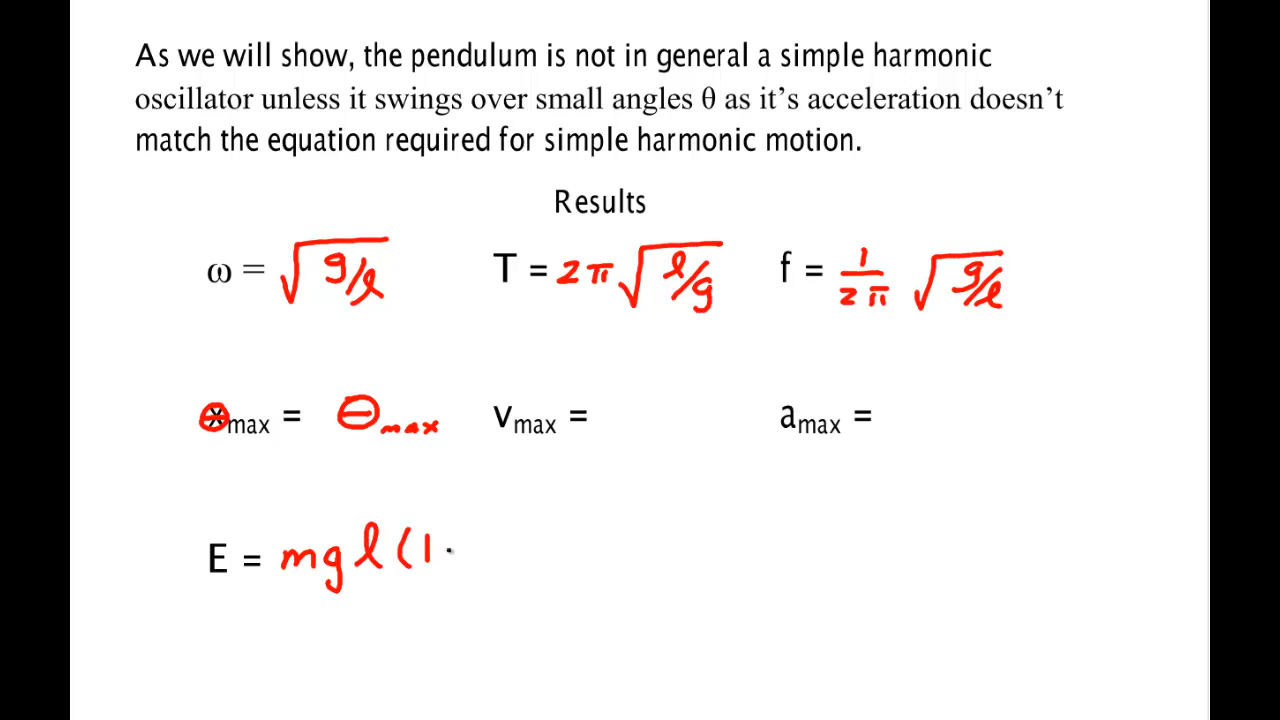 As we will show, the pendulum is not in general a simple harmonic
oscillator unless it swings over small angles θ as it's acceleration doesn't
match the equation required for simple harmonic motion.
Results
ω = √g/l T = 2π √l/g f = 1/2π √g/l
θmax = θmax vmax = amax =
E = mgl(1